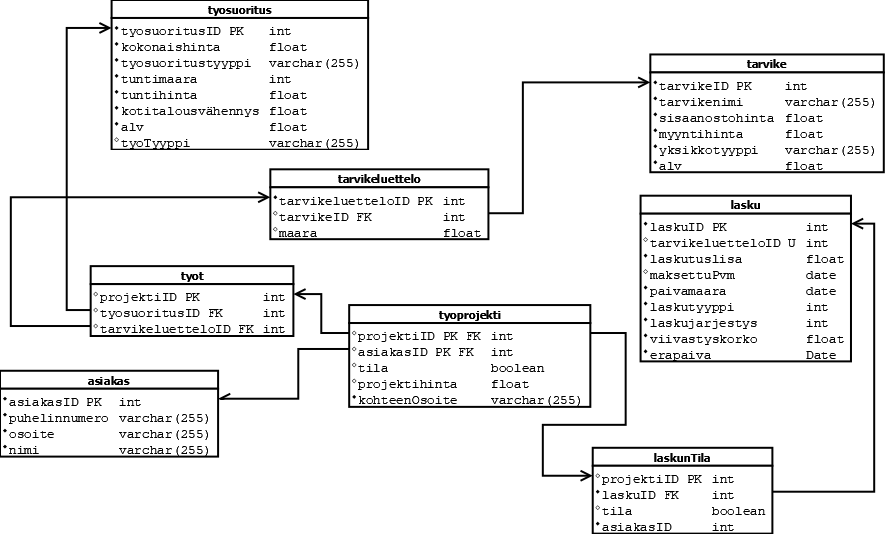 tyosuoritus
tyosuoritusID PK int
kokonaishinta float
tyosuoritustyyppi varchar(255)
tuntimaara int
tuntihinta float
kotitalousvähennys float
alv float
tyoTyyppi varchar(255)
tarvike
tarvikeID PK int
tarvikenimi varchar(255)
sisaanostohinta float
myyntihinta float
yksikkotyyppi varchar(255)
alv float
tarvikeluettelo
tarvikeluetteloID PK int
tarvikeID FK int
maara float
lasku
laskuID PK int
tarvikeluetteloID U int
laskutuslisa float
maksettuPvm date
paivamaara date
laskutyyppi int
laskujarjestys int
viivastyskorko float
erapaiva Date
tyot
projektiID PK int
tyosuoritusID FK int
tarvikeluetteloID FK int
tyoprojekti
projektiID PK FK int
asiakasID PK FK int
tila boolean
projektihinta float
kohteenOsoite varchar(255)
asiakas
asiakasID PK int
puhelinnumero varchar(255)
osoite varchar(255)
nimi varchar(255)
laskunTila
projektiID PK int
laskuID FK int
tila boolean
asiakasID int